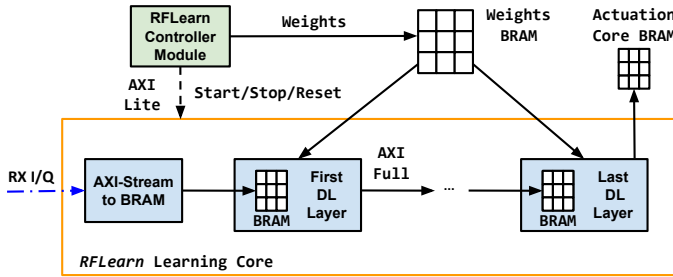 RFLearn
Controller
Module
Weights
Weights
BRAM
Actuation
Core BRAM
AXI
Lite
Start/Stop/Reset
RX I/Q
AXI-Stream
to BRAM
BRAM
First
DL
Layer
AXI
Full
...
BRAM
Last
DL
Layer
RFLearn Learning Core